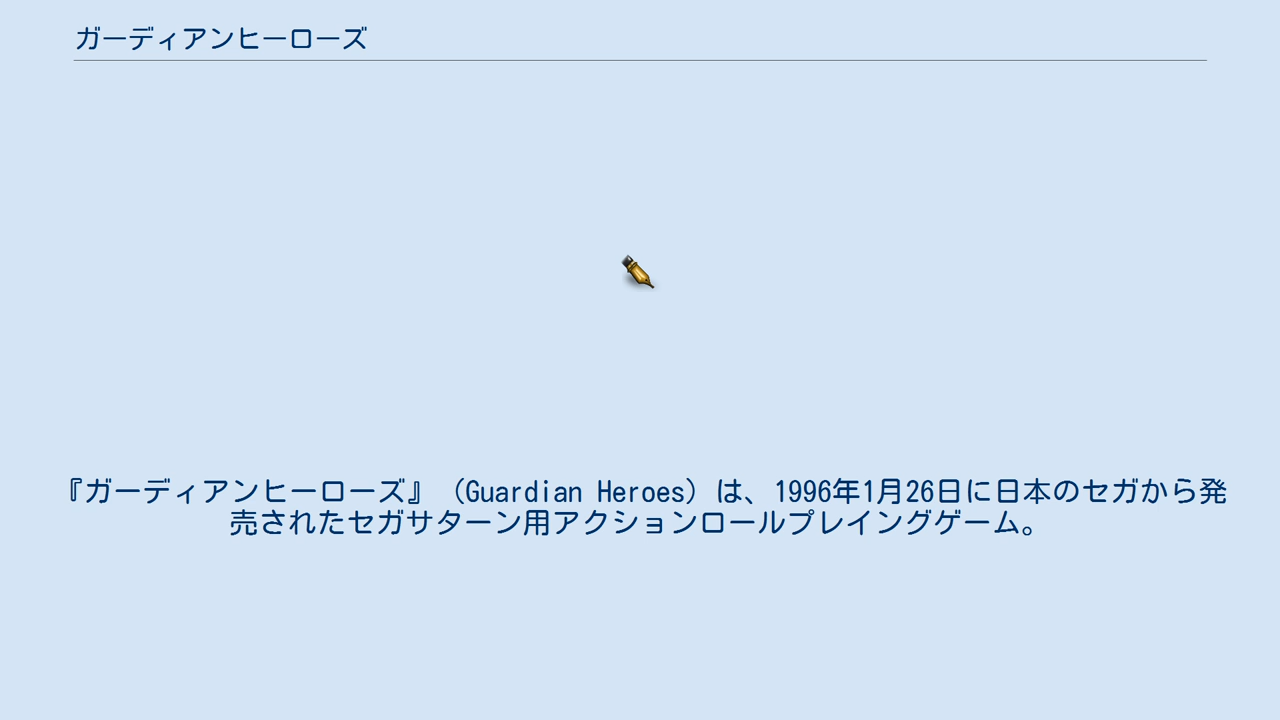 ガーディアンヒーローズ
『ガーディアンヒーローズ』（Guardian Heroes）は、1996年1月26日に日本のセガから発
売されたセガサターン用アクションロールプレイングゲーム。